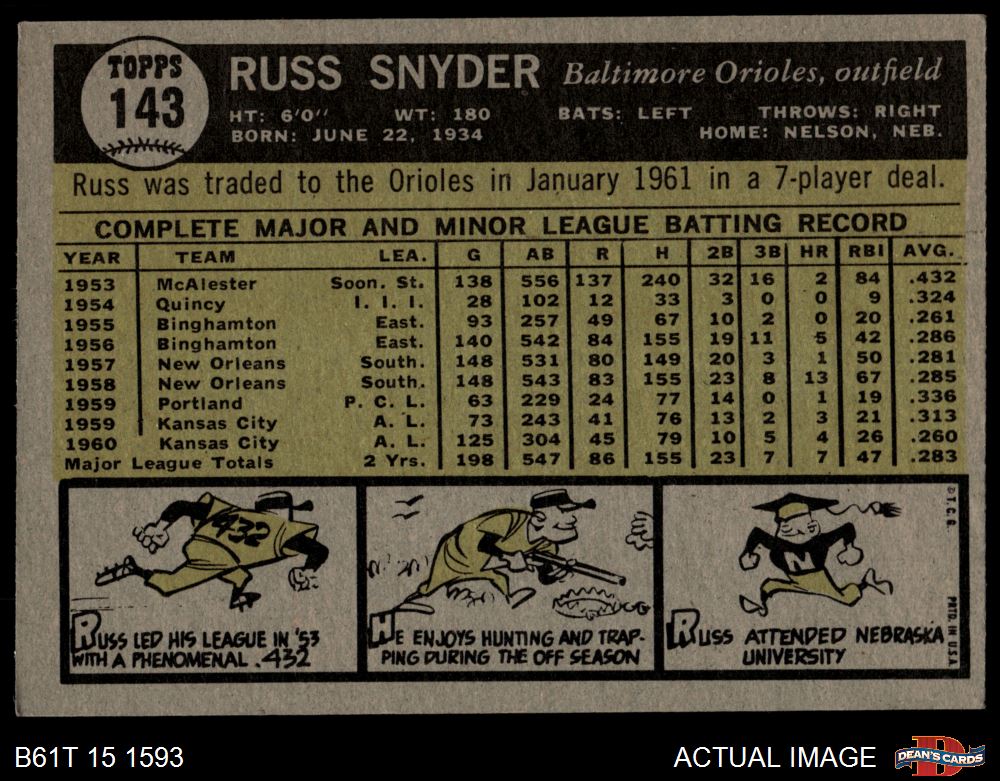 TOPPS
143
RUSS SNYDER Baltimore Orioles, outfield
HT: 6'0" WT: 180 BATS: LEFT THROWS: RIGHT
BORN: JUNE 22, 1934 HOME: NELSON, NEB.
Russ was traded to the Orioles in January 1961 in a 7-player deal.
COMPLETE MAJOR AND MINOR LEAGUE BATTING RECORD
YEAR TEAM LEA. G AB R H 2B 3B HR RBI AVG.
1953 McAlester Soon. St. 138 556 137 240 32 16 2 84 .432
1954 Quincy I. I. I. 28 102 12 33 3 0 0 9 .324
1955 Binghamton East. 93 257 49 67 10 2 0 20 .261
1956 Binghamton East. 140 542 84 155 19 11 5 42 .286
1957 New Orleans South. 148 531 80 149 20 3 1 50 .281
1958 New Orleans South. 148 543 83 155 23 8 13 67 .285
1959 Portland P. C. L. 63 229 24 77 14 0 1 19 .336
1959 Kansas City A. L. 73 243 41 76 13 2 3 21 .313
1960 Kansas City A. L. 125 304 45 79 10 5 4 26 .260
Major League Totals 2 Yrs. 198 547 86 155 23 7 7 47 .283
.432
RUSS LED HIS LEAGUE IN '53
WITH A PHENOMENAL .432
HE ENJOYS HUNTING AND TRAP-
PING DURING THE OFF SEASON
N
RUSS ATTENDED NEBRASKA
UNIVERSITY
© T. C. G.
PRTD. IN U.S.A.
B61T 15 1593
ACTUAL IMAGE
D
DEAN'S CARDS